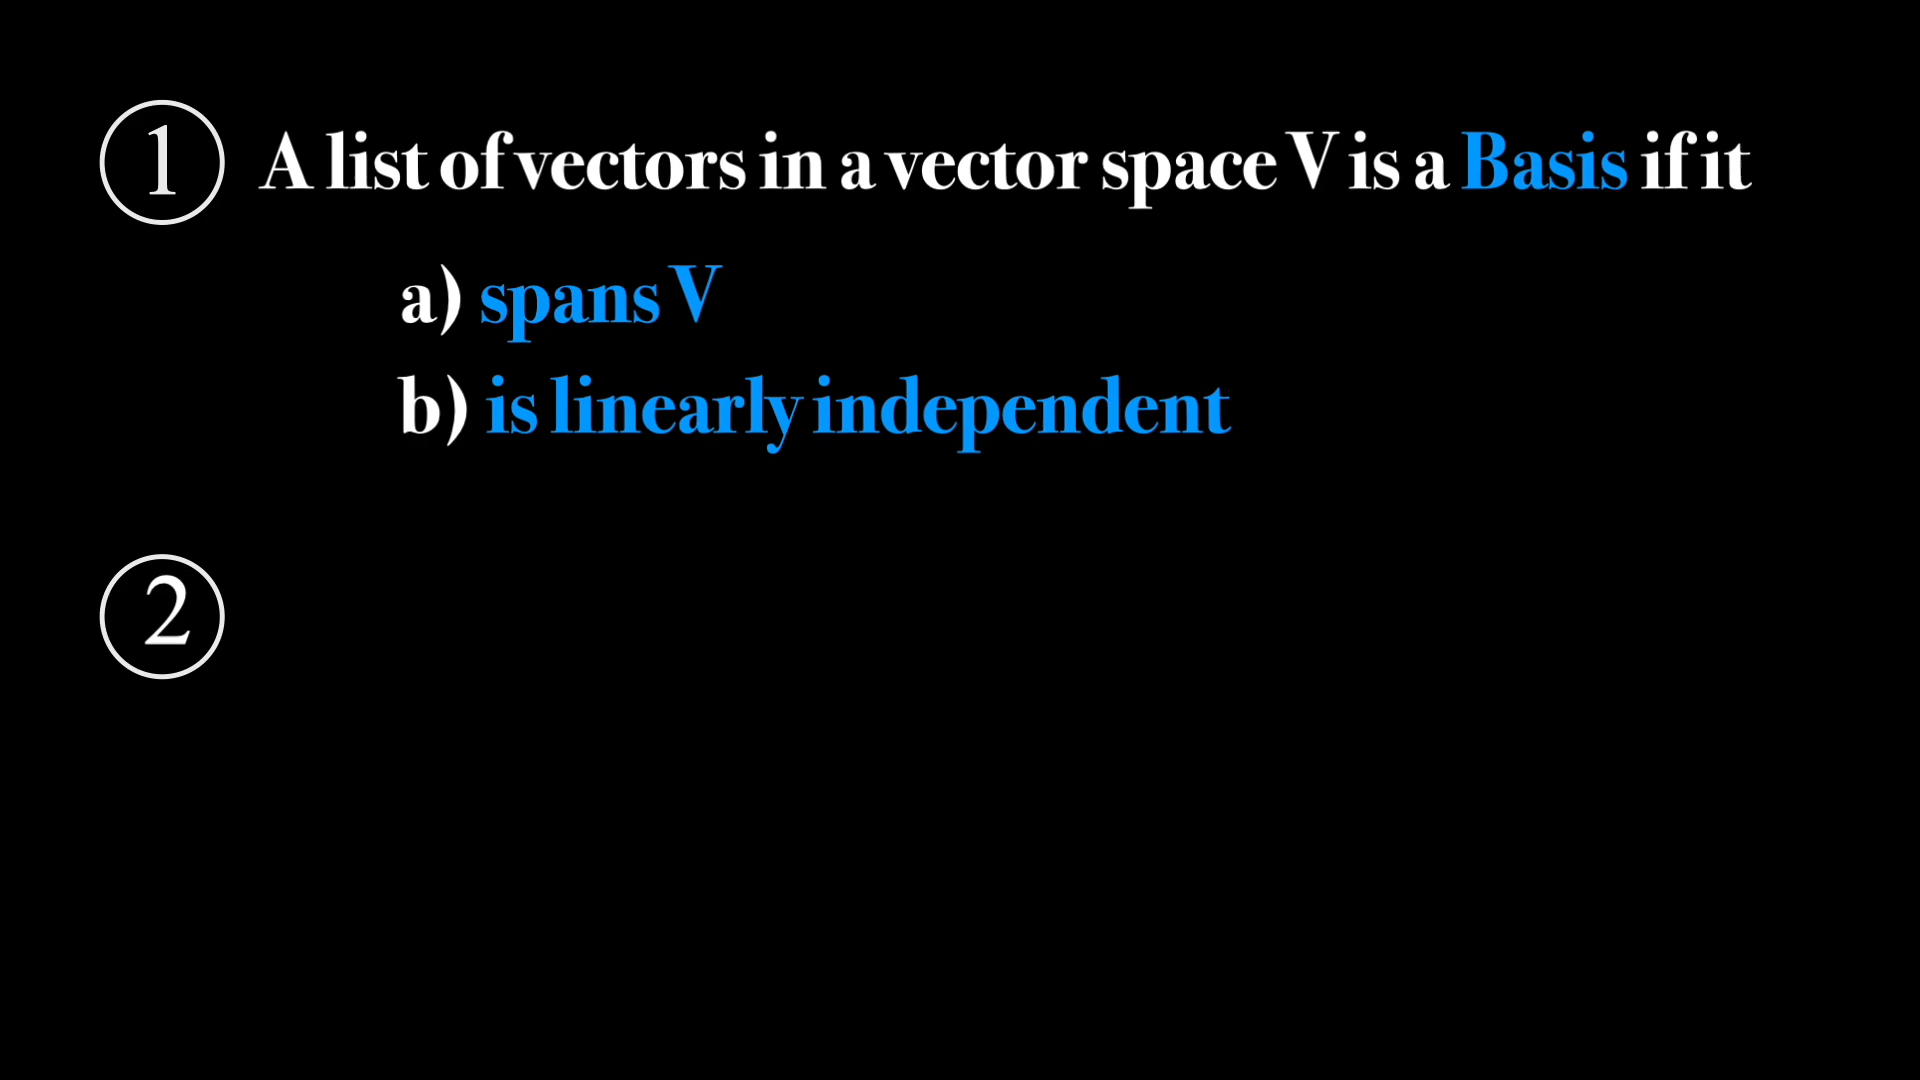 1 A list of vectors in a vector space V is a Basis if it
a) spans V
b) is linearly independent
2